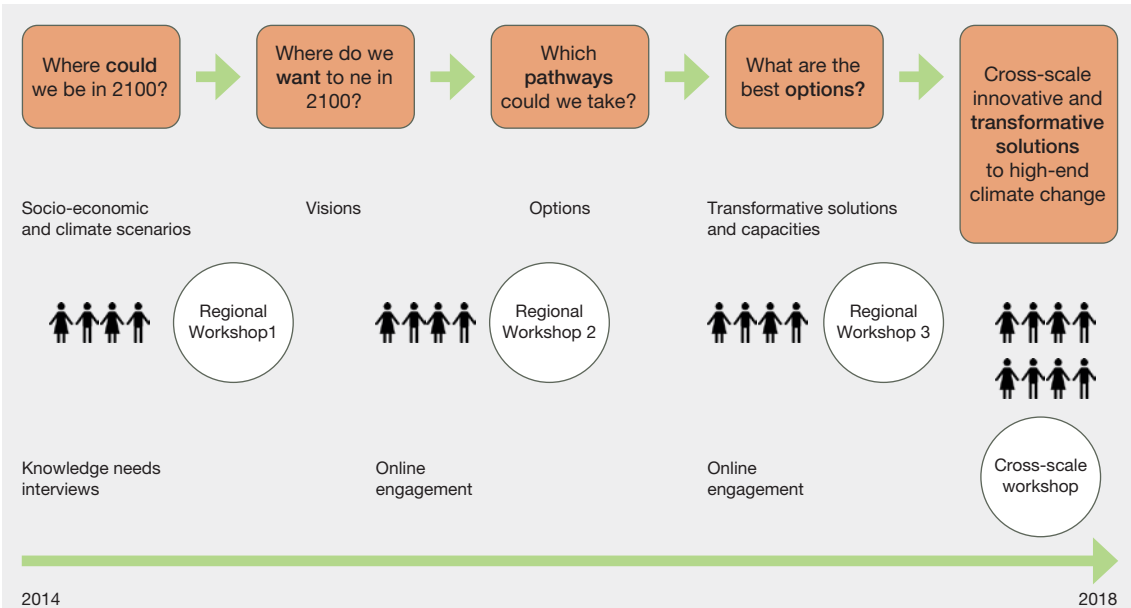 Where could
we be in 2100?
Where do we
want to ne in
2100?
Which
pathways
could we take?
What are the
best options?
Cross-scale
innovative and
transformative
solutions
to high-end
climate change
Socio-economic
and climate scenarios
Visions
Options
Transformative solutions
and capacities
Regional
Workshop1
Regional
Workshop 2
Regional
Workshop 3
Knowledge needs
interviews
Online
engagement
Online
engagement
Cross-scale
workshop
2014
2018